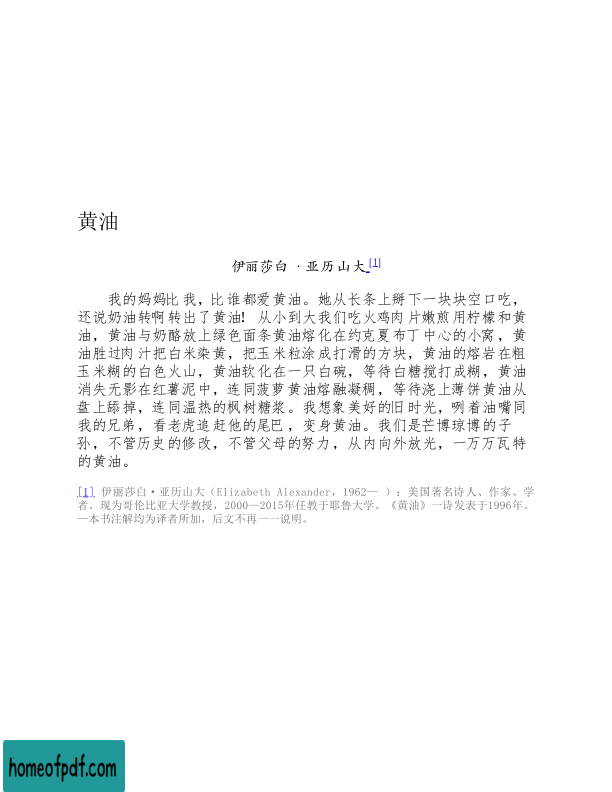 黄油
伊丽莎白·亚历山大[1]
我的妈妈比我，比谁都爱黄油。她从长条上掰下一块块空口吃，
还说奶油转啊转出了黄油！从小到大我们吃火鸡肉片嫩煎用柠檬和黄
油，黄油与奶酪放上绿色面条黄油熔化在约克夏布丁中心的小窝，黄
油胜过肉汁把白米染黄，把玉米粒涂成打滑的方块，黄油的熔岩在粗
玉米糊的白色火山，黄油软化在一只白碗，等待白糖搅打成糊，黄油
消失无影在红薯泥中，连同菠萝黄油熔融凝稠，等待浇上薄饼黄油从
盘上舔掉，连同温热的枫树糖浆。我想象美好的旧时光，咧着油嘴同
我的兄弟，看老虎追赶他的尾巴，变身黄油。我们是芒博琼博的子
孙，不管历史的修改，不管父母的努力，从内向外放光，一万万瓦特
的黄油。
[1] 伊丽莎白·亚历山大（Elizabeth Alexander，1962— ）：美国著名诗人、作家、学
者。现为哥伦比亚大学教授，2000—2015年任教于耶鲁大学。《黄油》一诗发表于1996年。
—本书注解均为译者所加，后文不再一一说明。
homeofpdf.com